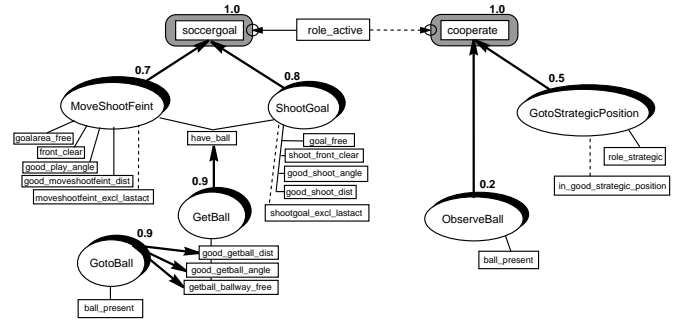 1.0
1.0
soccergoal
role_active
cooperate
0.7
0.8
0.5
MoveShootFeint
ShootGoal
GotoStrategicPosition
goalarea_free
front_clear
good_play_angle
good_moveshootfeint_dist
moveshootfeint_excl_lastact
have_ball
goal_free
shoot_front_clear
good_shoot_angle
good_shoot_dist
shootgoal_excl_lastact
role_strategic
in_good_strategic_position
0.9
0.2
GetBall
ObserveBall
0.9
GotoBall
good_getball_dist
good_getball_angle
getball_ballway_free
ball_present
ball_present